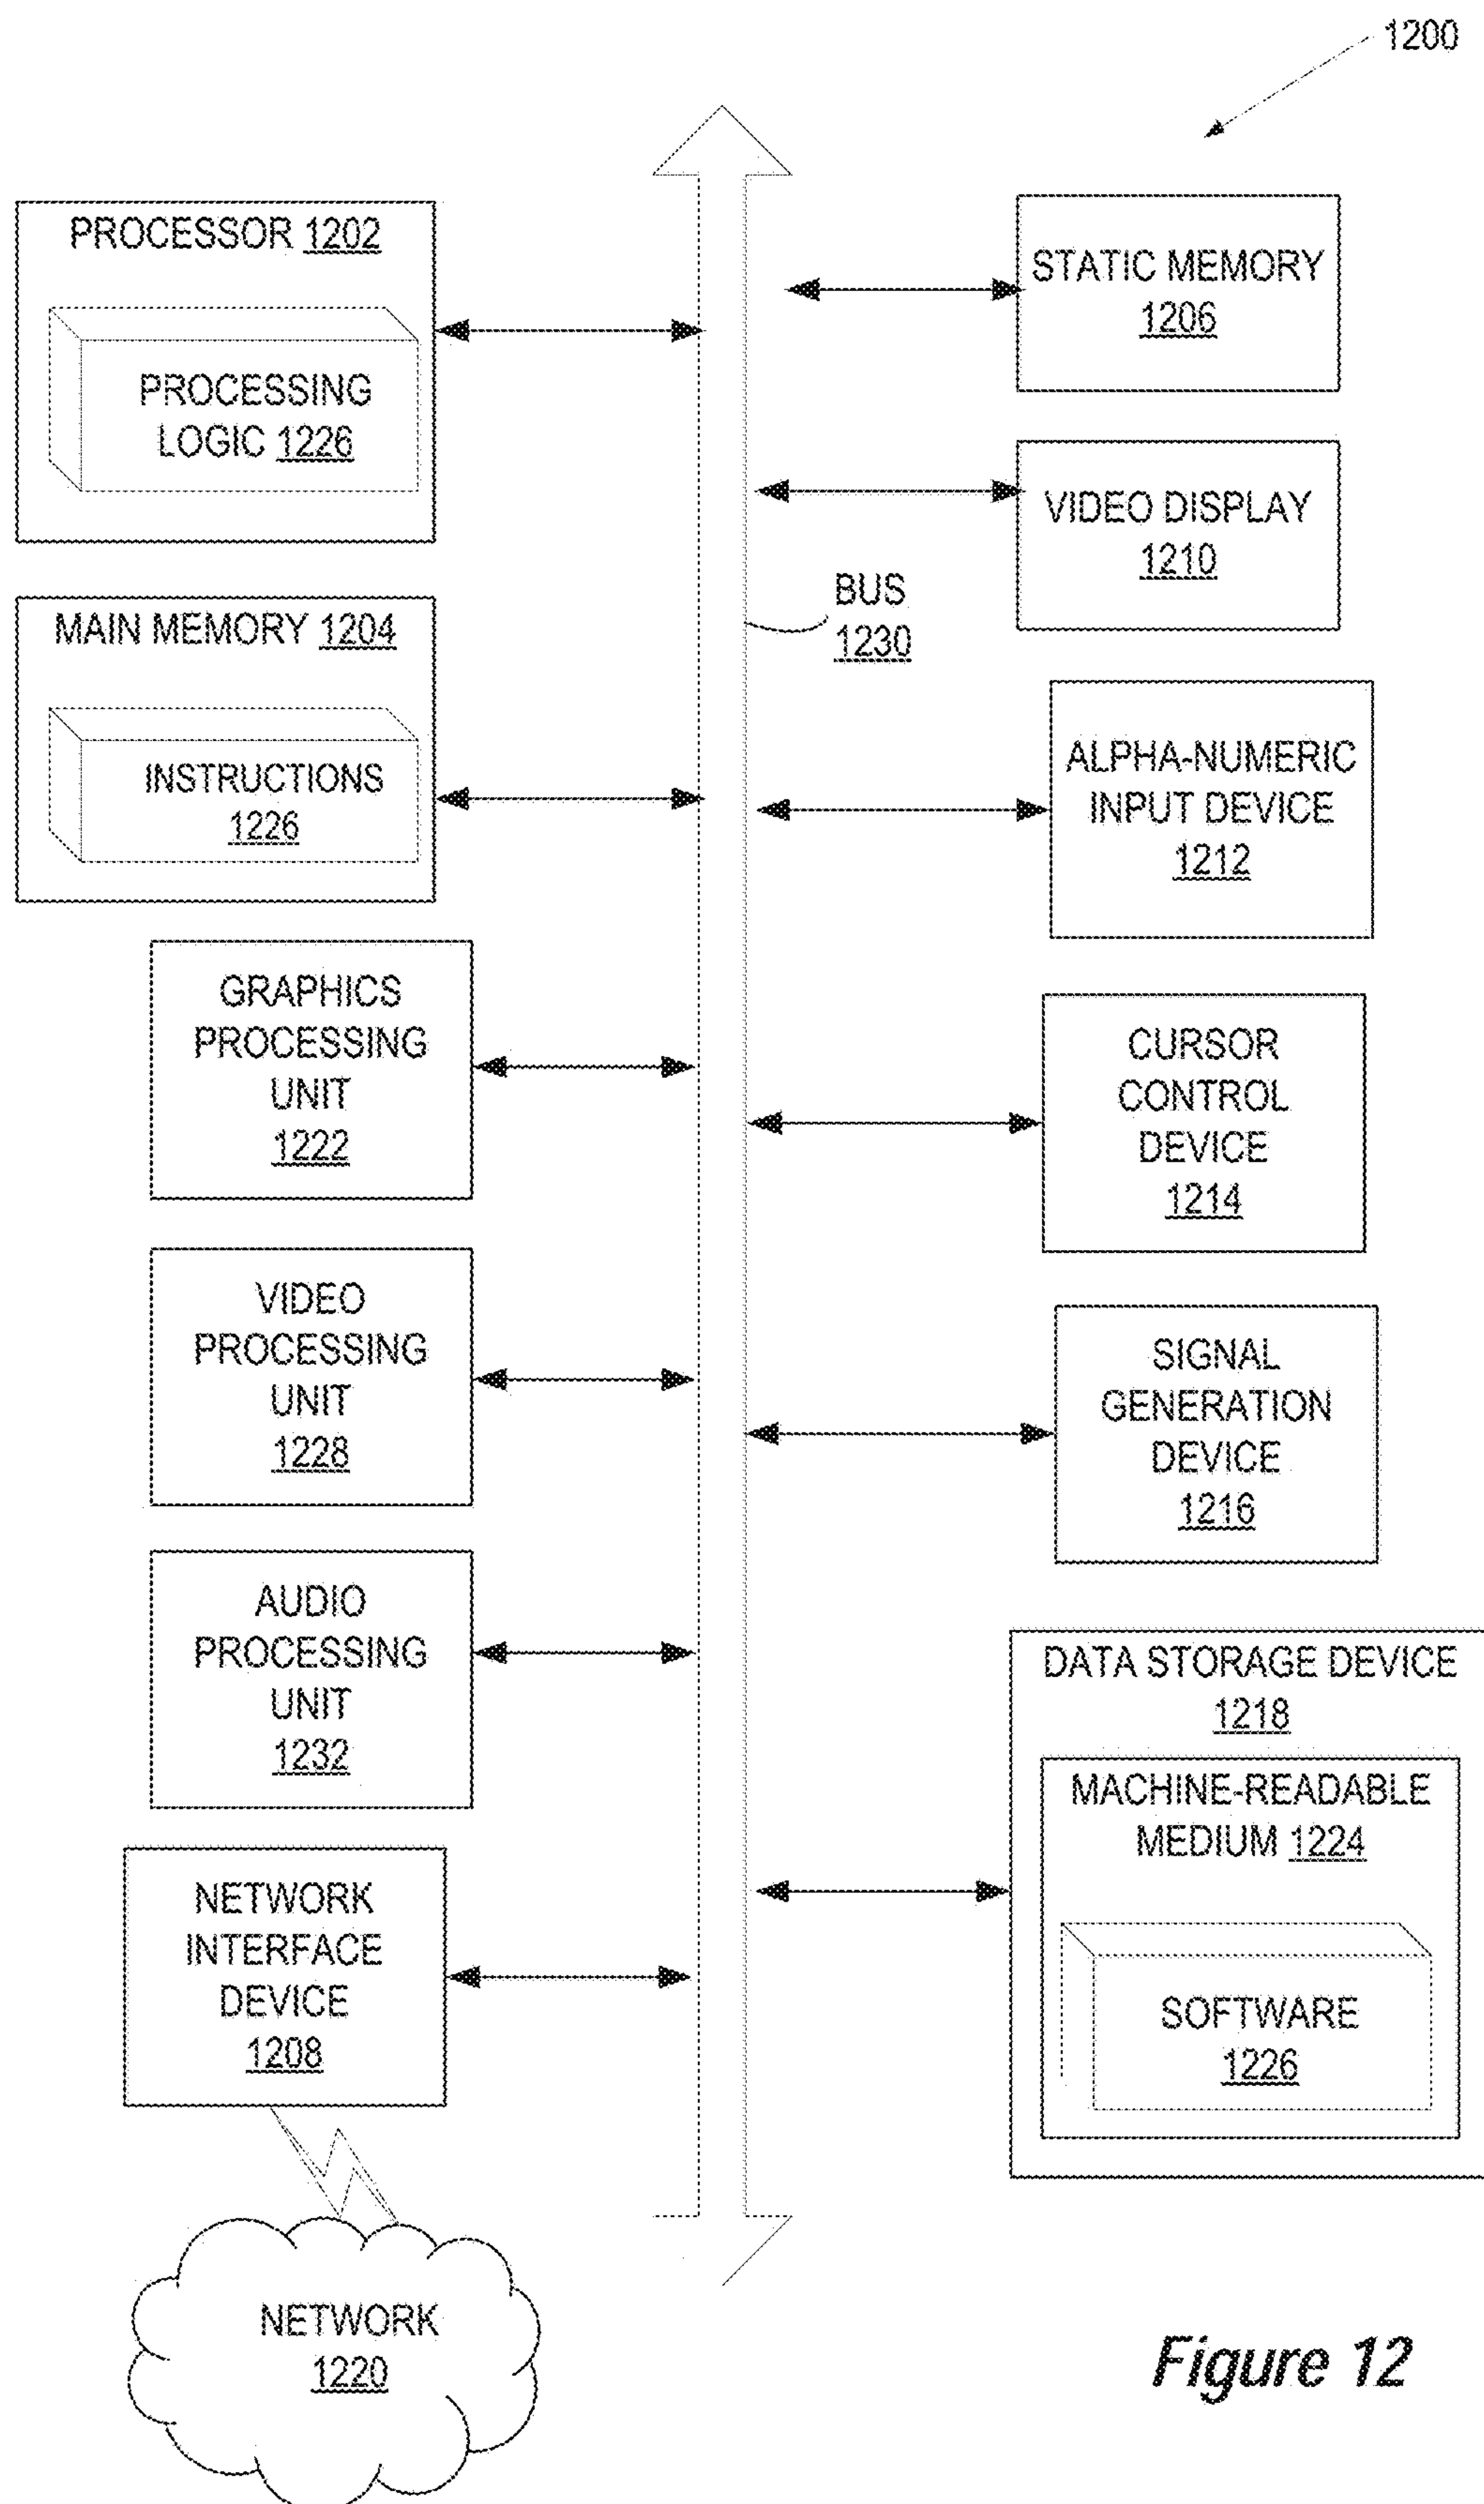 1200
PROCESSOR 1202
PROCESSING
LOGIC 1226
MAIN MEMORY 1204
INSTRUCTIONS
1226
GRAPHICS
PROCESSING
UNIT
1222
VIDEO
PROCESSING
UNIT
1228
AUDIO
PROCESSING
UNIT
1232
NETWORK
INTERFACE
DEVICE
1208
NETWORK
1220
BUS
1230
STATIC MEMORY
1206
VIDEO DISPLAY
1210
ALPHA-NUMERIC
INPUT DEVICE
1212
CURSOR
CONTROL
DEVICE
1214
SIGNAL
GENERATION
DEVICE
1216
DATA STORAGE DEVICE
1218
MACHINE-READABLE
MEDIUM 1224
SOFTWARE
1226
Figure 12